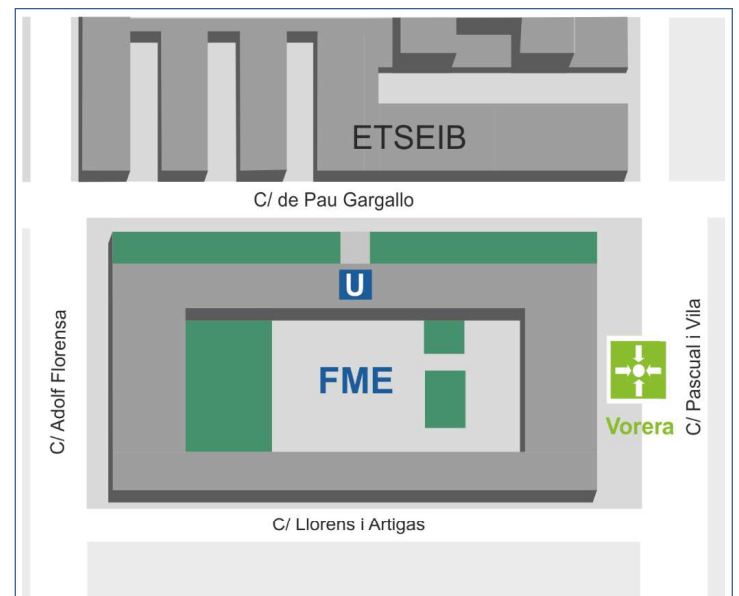 ETSEIB
C/ de Pau Gargallo
U
C/ Adolf Florensa
FME
Vorera
C/ Pascual i Vila
C/ Llorens i Artigas